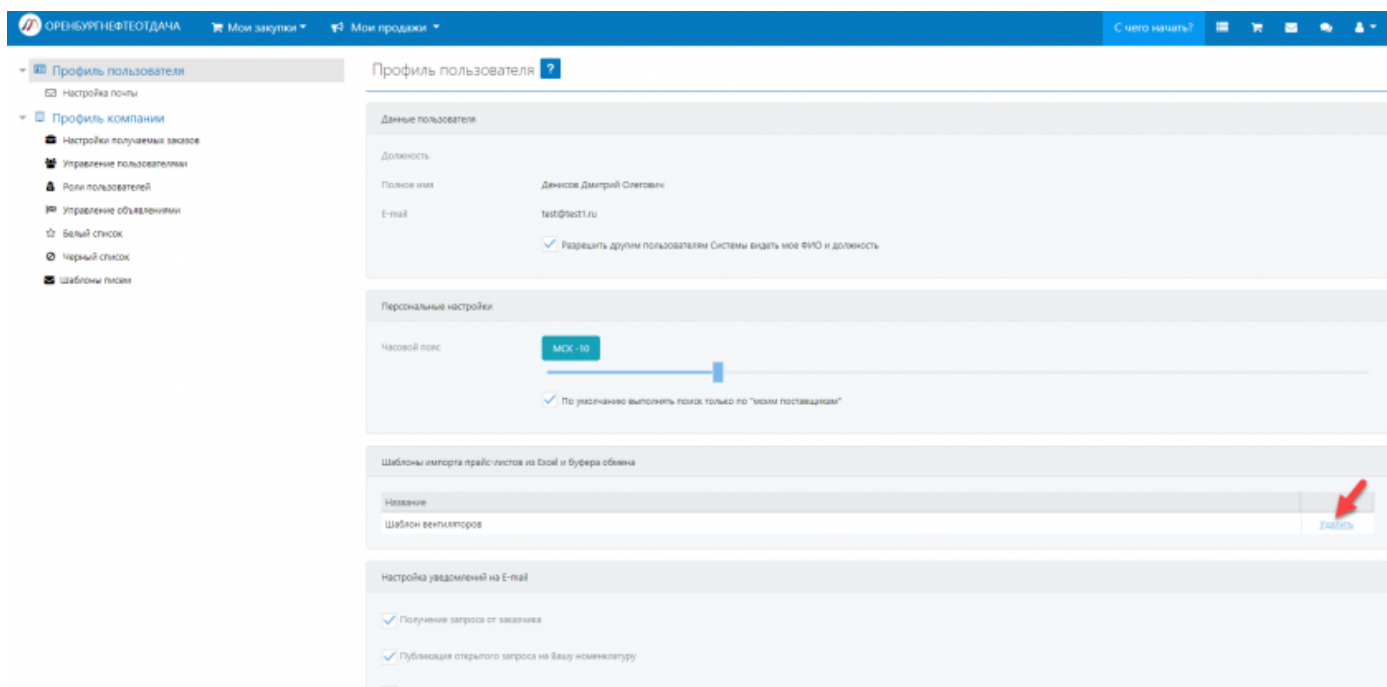 ОРЕНБУРГНЕФТЕОТДАЧА
Мои закупки
Мои продажи
С чего начать?
Профиль пользователя
Настройка почты
Профиль компании
Настройки получаемых заказов
Управление пользователями
Роли пользователей
Управление объявлениями
Белый список
Черный список
Шаблоны писем
Профиль пользователя ?
Данные пользователя
Должность
Полное имя Денисов Дмитрий Олегович
E-mail test@test1.ru
Разрешить другим пользователям Системы видеть мое ФИО и должность
Персональные настройки
Часовой пояс МСК -10
По умолчанию выполнять поиск только по "моим поставщикам"
Шаблоны импорта прайс-листов из Excel и буфера обмена
Название
Шаблон вентиляторов Удалить
Настройка уведомлений на E-mail
Получение запроса от заказчика
Публикация открытого запроса на Вашу номенклатуру